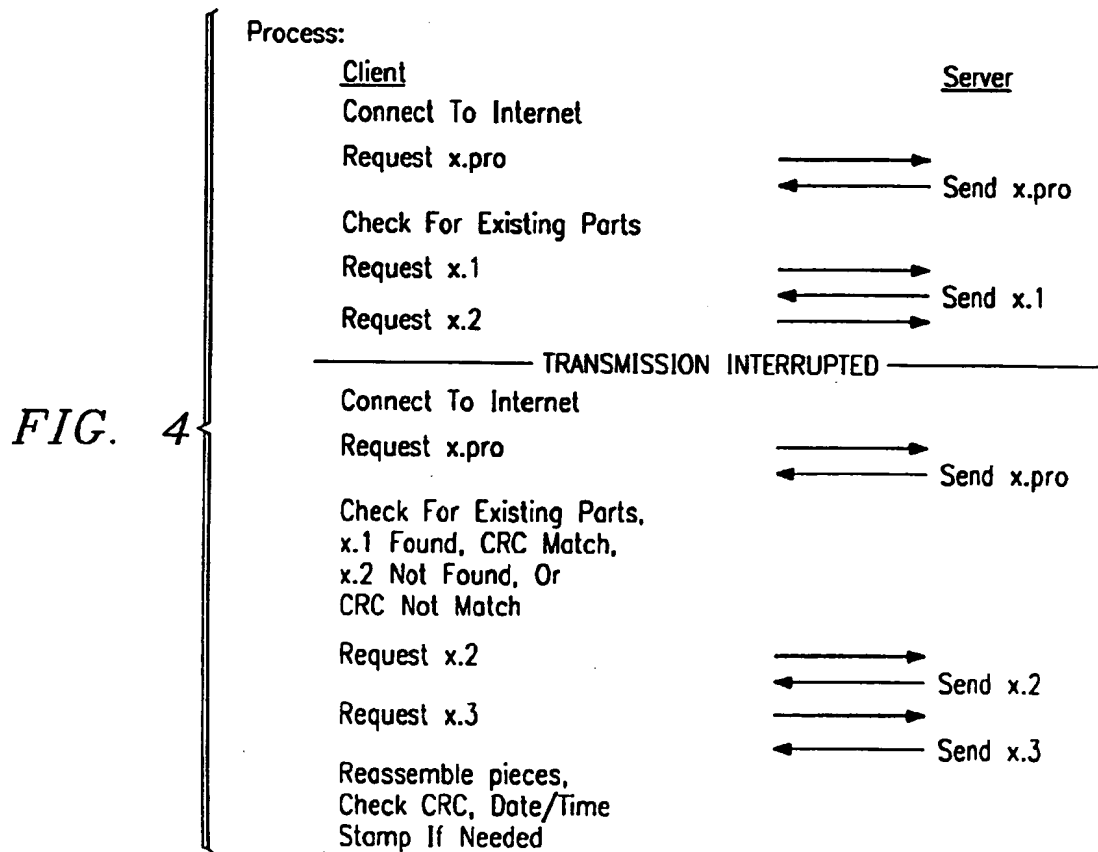 Process:
Client Server
Connect To Internet
Request x.pro
Send x.pro
Check For Existing Parts
Request x.1
Send x.1
Request x.2
TRANSMISSION INTERRUPTED
Connect To Internet
FIG. 4
Request x.pro
Send x.pro
Check For Existing Parts,
x.1 Found, CRC Match,
x.2 Not Found, Or
CRC Not Match
Request x.2
Send x.2
Request x.3
Send x.3
Reassemble pieces,
Check CRC, Date/Time
Stamp If Needed